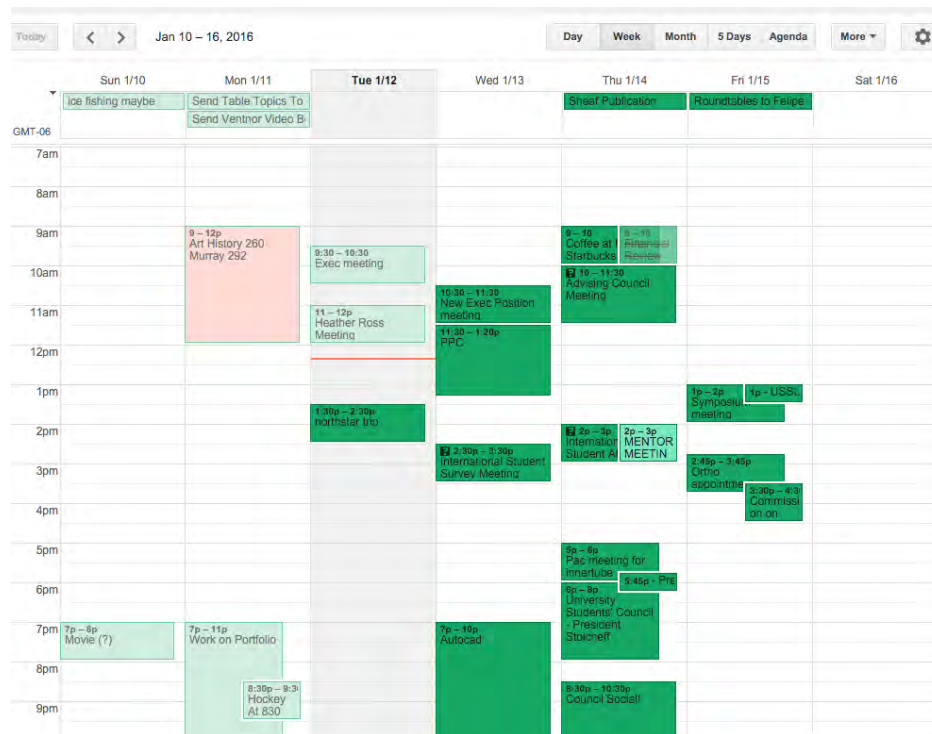 Today
Jan 10 – 16, 2016
Day Week Month 5 Days Agenda More
Sun 1/10 Mon 1/11 Tue 1/12 Wed 1/13 Thu 1/14 Fri 1/15 Sat 1/16
ice fishing maybe
Send Table Topics To
Sheaf Publication
Roundtables to Felipe
Send Ventnor Video B
GMT-06
7am
8am
9am
10am
11am
12pm
1pm
2pm
3pm
4pm
5pm
6pm
7pm
8pm
9pm
7p – 8p
Movie (?)
9 – 12p
Art History 260
Murray 292
7p – 11p
Work on Portfolio
8:30p – 9:3
Hockey
At 830
9:30 – 10:30
Exec meeting
11 – 12p
Heather Ross
Meeting
1:30p – 2:30p
northstar trip
10:30 – 11:30
New Exec Position
meeting
11:30 – 1:20p
PPC
? 2:30p – 3:30p
International Student
Survey Meeting
7p – 10p
Autocad
9 – 10
Coffee at
Starbucks
9 – 10
Financial
Review
? 10 – 11:30
Advising Council
Meeting
? 2p – 3p
Internation
Student A
2p – 3p
MENTOR
MEETIN
5p – 6p
Pac meeting for
innertube
5:45p - Pre
6p – 8p
University
Students' Council
- President
Stoicheff
8:30p – 10:30p
Council Social!
1p – 2p
Symposium
meeting
1p - USSU
2:45p – 3:45p
Ortho
appointme
3:30p – 4:3
Commissi
on on